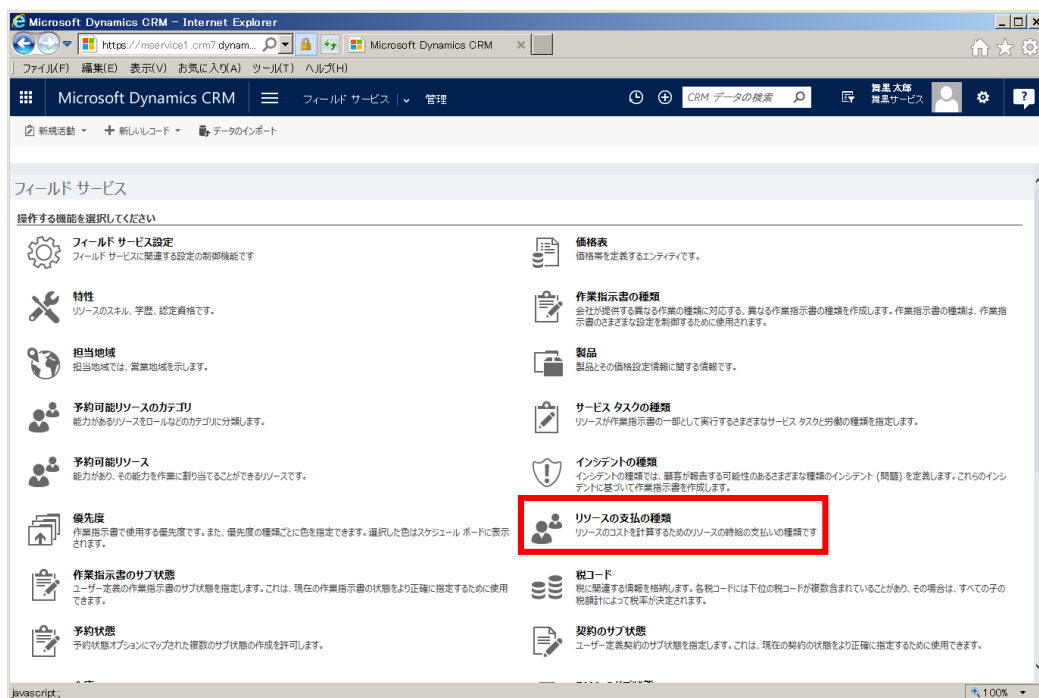 Microsoft Dynamics CRM - Internet Explorer
https://mservice1.crm7.dynam...
Microsoft Dynamics CRM
ファイル(F) 編集(E) 表示(V) お気に入り(A) ツール(T) ヘルプ(H)
Microsoft Dynamics CRM フィールド サービス 管理 CRM データの検索 舞黒 太郎
舞黒サービス
新規活動 新しいレコード データのインポート
フィールド サービス
操作する機能を選択してください
フィールド サービス設定
フィールド サービスに関連する設定の制御機能です
価格表
価格帯を定義するエンティティです。
特性
リソースのスキル、学歴、認定資格です。
作業指示書の種類
会社が提供する異なる作業の種類に対応する、異なる作業指示書の種類を作成します。作業指示書の種類は、作業指
示書のさまざまな設定を制御するために使用されます。
担当地域
担当地域では、営業地域を示します。
製品
製品とその価格設定情報に関する情報です。
予約可能リソースのカテゴリ
能力があるリソースをロールなどのカテゴリに分類します。
サービス タスクの種類
リソースが作業指示書の一部として実行するさまざまなサービス タスクと労働の種類を指定します。
予約可能リソース
能力があり、その能力を作業に割り当てることができるリソースです。
インシデントの種類
インシデントの種類では、顧客が報告する可能性のあるさまざまな種類のインシデント (問題) を定義します。これらのインシ
デントに基づいて作業指示書を作成します。
優先度
作業指示書で使用する優先度です。また、優先度の種類ごとに色を指定できます。選択した色はスケジュール ボードに表示
されます。
リソースの支払の種類
リソースのコストを計算するためのリソースの時給の支払いの種類です
作業指示書のサブ状態
ユーザー定義の作業指示書のサブ状態を指定します。これは、現在の作業指示書の状態をより正確に指定するために使用
できます。
税コード
税に関連する情報を格納します。各税コードには下位の税コードが複数含まれていることがあり、その場合は、すべての子の
税額計によって税率が決定されます。
予約状態
予約状態オプションにマップされた複数のサブ状態の作成を許可します。
契約のサブ状態
ユーザー定義契約のサブ状態を指定します。これは、現在の契約の状態をより正確に指定するために使用できます。
javascript:;
100%